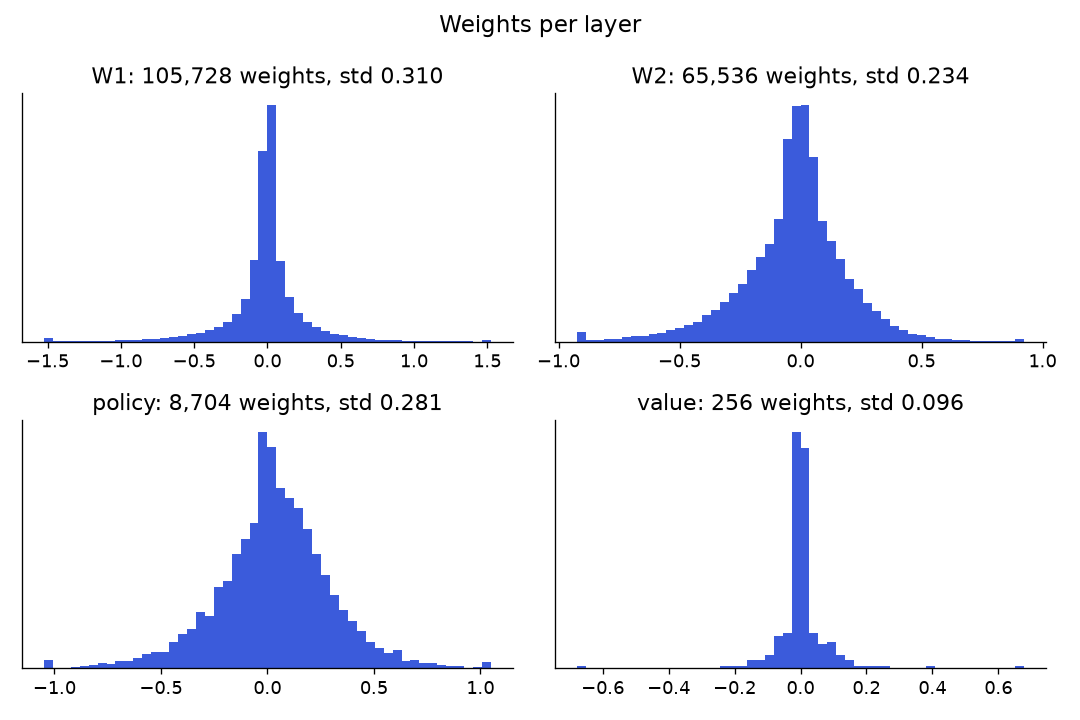 Weights per layer
W1: 105,728 weights, std 0.310
W2: 65,536 weights, std 0.234
−1.5 −1.0 −0.5 0.0 0.5 1.0 1.5
−1.0 −0.5 0.0 0.5 1.0
policy: 8,704 weights, std 0.281
value: 256 weights, std 0.096
−1.0 −0.5 0.0 0.5 1.0
−0.6 −0.4 −0.2 0.0 0.2 0.4 0.6